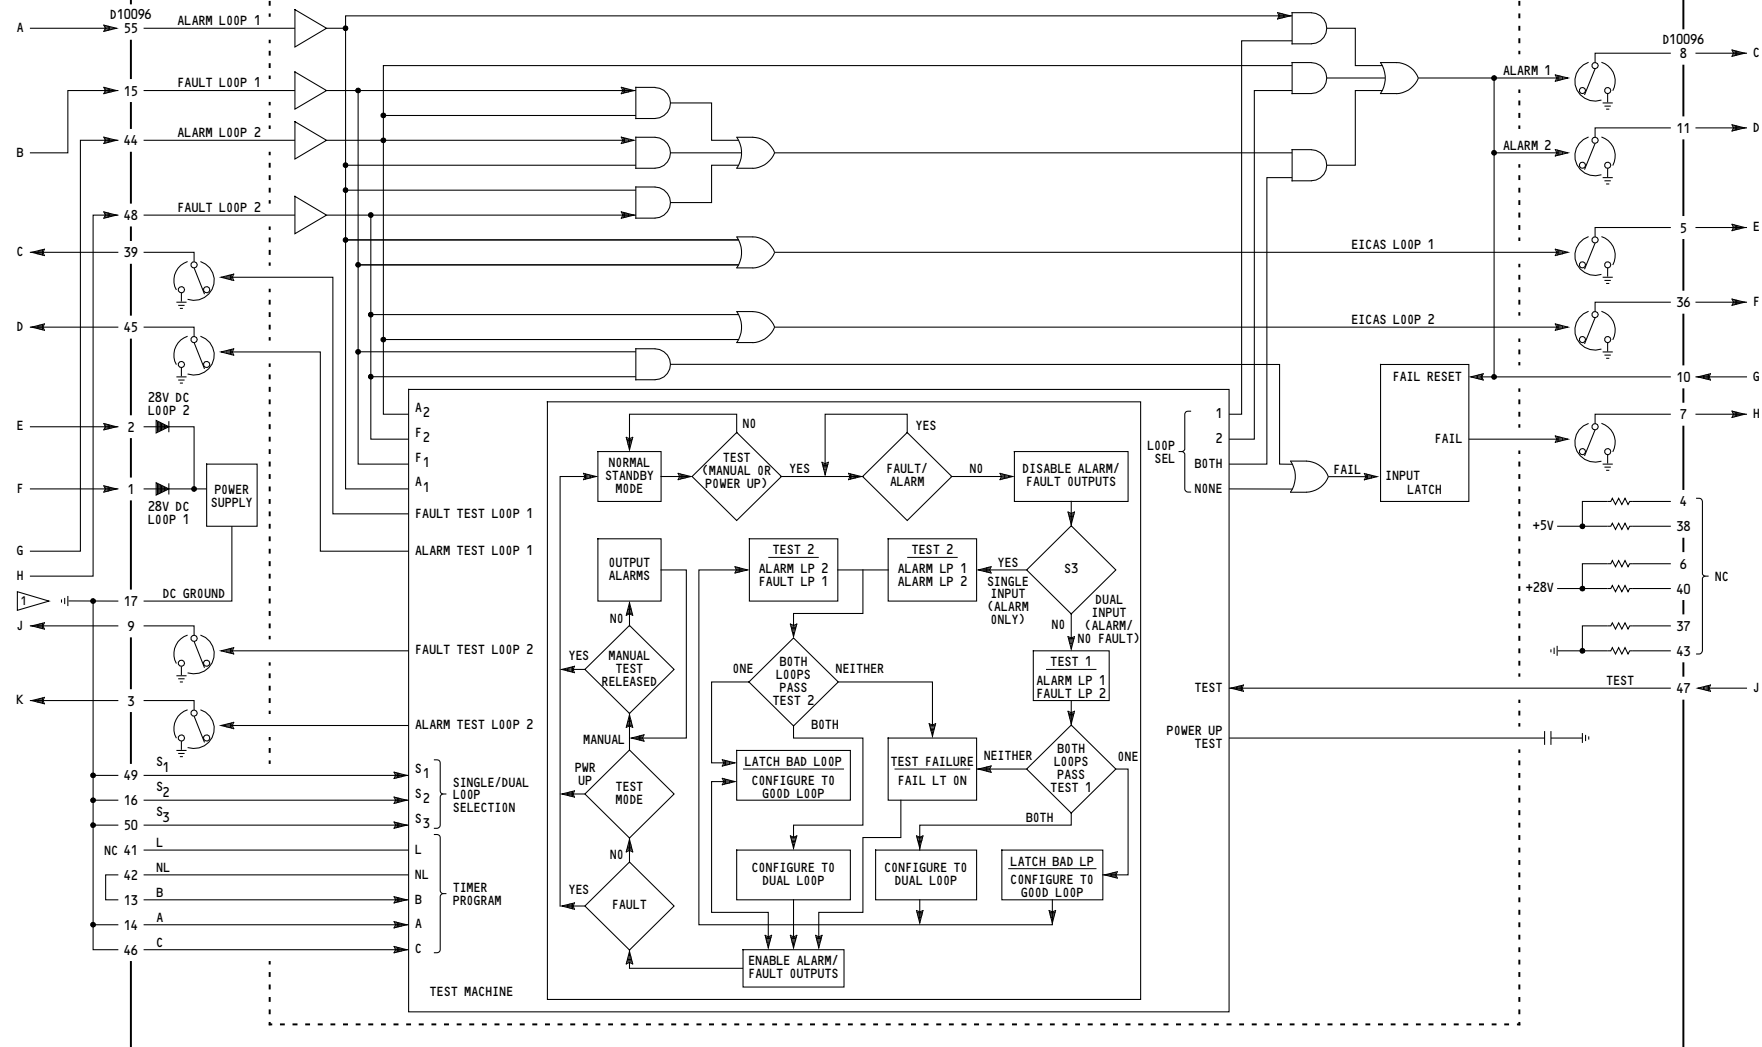 D10096
A
55
ALARM LOOP 1
15
FAULT LOOP 1
44
ALARM LOOP 2
B
48
FAULT LOOP 2
C
39
D
45
28V DC
LOOP 2
E
2
F
1
28V DC
LOOP 1
POWER
SUPPLY
G
H
1
17
DC GROUND
J
9
K
3
49
S1
16
S2
50
S3
NC
41
L
42
NL
13
B
14
A
46
C
A2
F2
F1
A1
FAULT TEST LOOP 1
ALARM TEST LOOP 1
FAULT TEST LOOP 2
ALARM TEST LOOP 2
S1
S2
S3
SINGLE/DUAL
LOOP
SELECTION
L
NL
B
A
C
TIMER
PROGRAM
TEST MACHINE
NORMAL
STANDBY
MODE
NO
TEST
(MANUAL OR
POWER UP)
YES
YES
FAULT/
ALARM
NO
DISABLE ALARM/
FAULT OUTPUTS
OUTPUT
ALARMS
TEST 2
ALARM LP 2
FAULT LP 1
TEST 2
ALARM LP 1
ALARM LP 2
YES
SINGLE
INPUT
(ALARM
ONLY)
S3
DUAL
INPUT
(ALARM/
NO FAULT)
NO
NO
YES
MANUAL
TEST
RELEASED
ONE
BOTH
LOOPS
PASS
TEST 2
NEITHER
BOTH
TEST 1
ALARM LP 1
FAULT LP 2
MANUAL
PWR
UP
TEST
MODE
LATCH BAD LOOP
CONFIGURE TO
GOOD LOOP
TEST FAILURE
FAIL LT ON
NEITHER
BOTH
LOOPS
PASS
TEST 1
ONE
BOTH
NO
YES
FAULT
CONFIGURE TO
DUAL LOOP
CONFIGURE TO
DUAL LOOP
LATCH BAD LP
CONFIGURE TO
GOOD LOOP
ENABLE ALARM/
FAULT OUTPUTS
LOOP
SEL
1
2
BOTH
NONE
TEST
POWER UP
TEST
EICAS LOOP 1
EICAS LOOP 2
FAIL
FAIL RESET
FAIL
INPUT
LATCH
ALARM 1
ALARM 2
D10096
8
C
11
D
5
E
36
F
10
G
7
H
+5V
4
38
+28V
6
40
37
43
NC
TEST
47
J